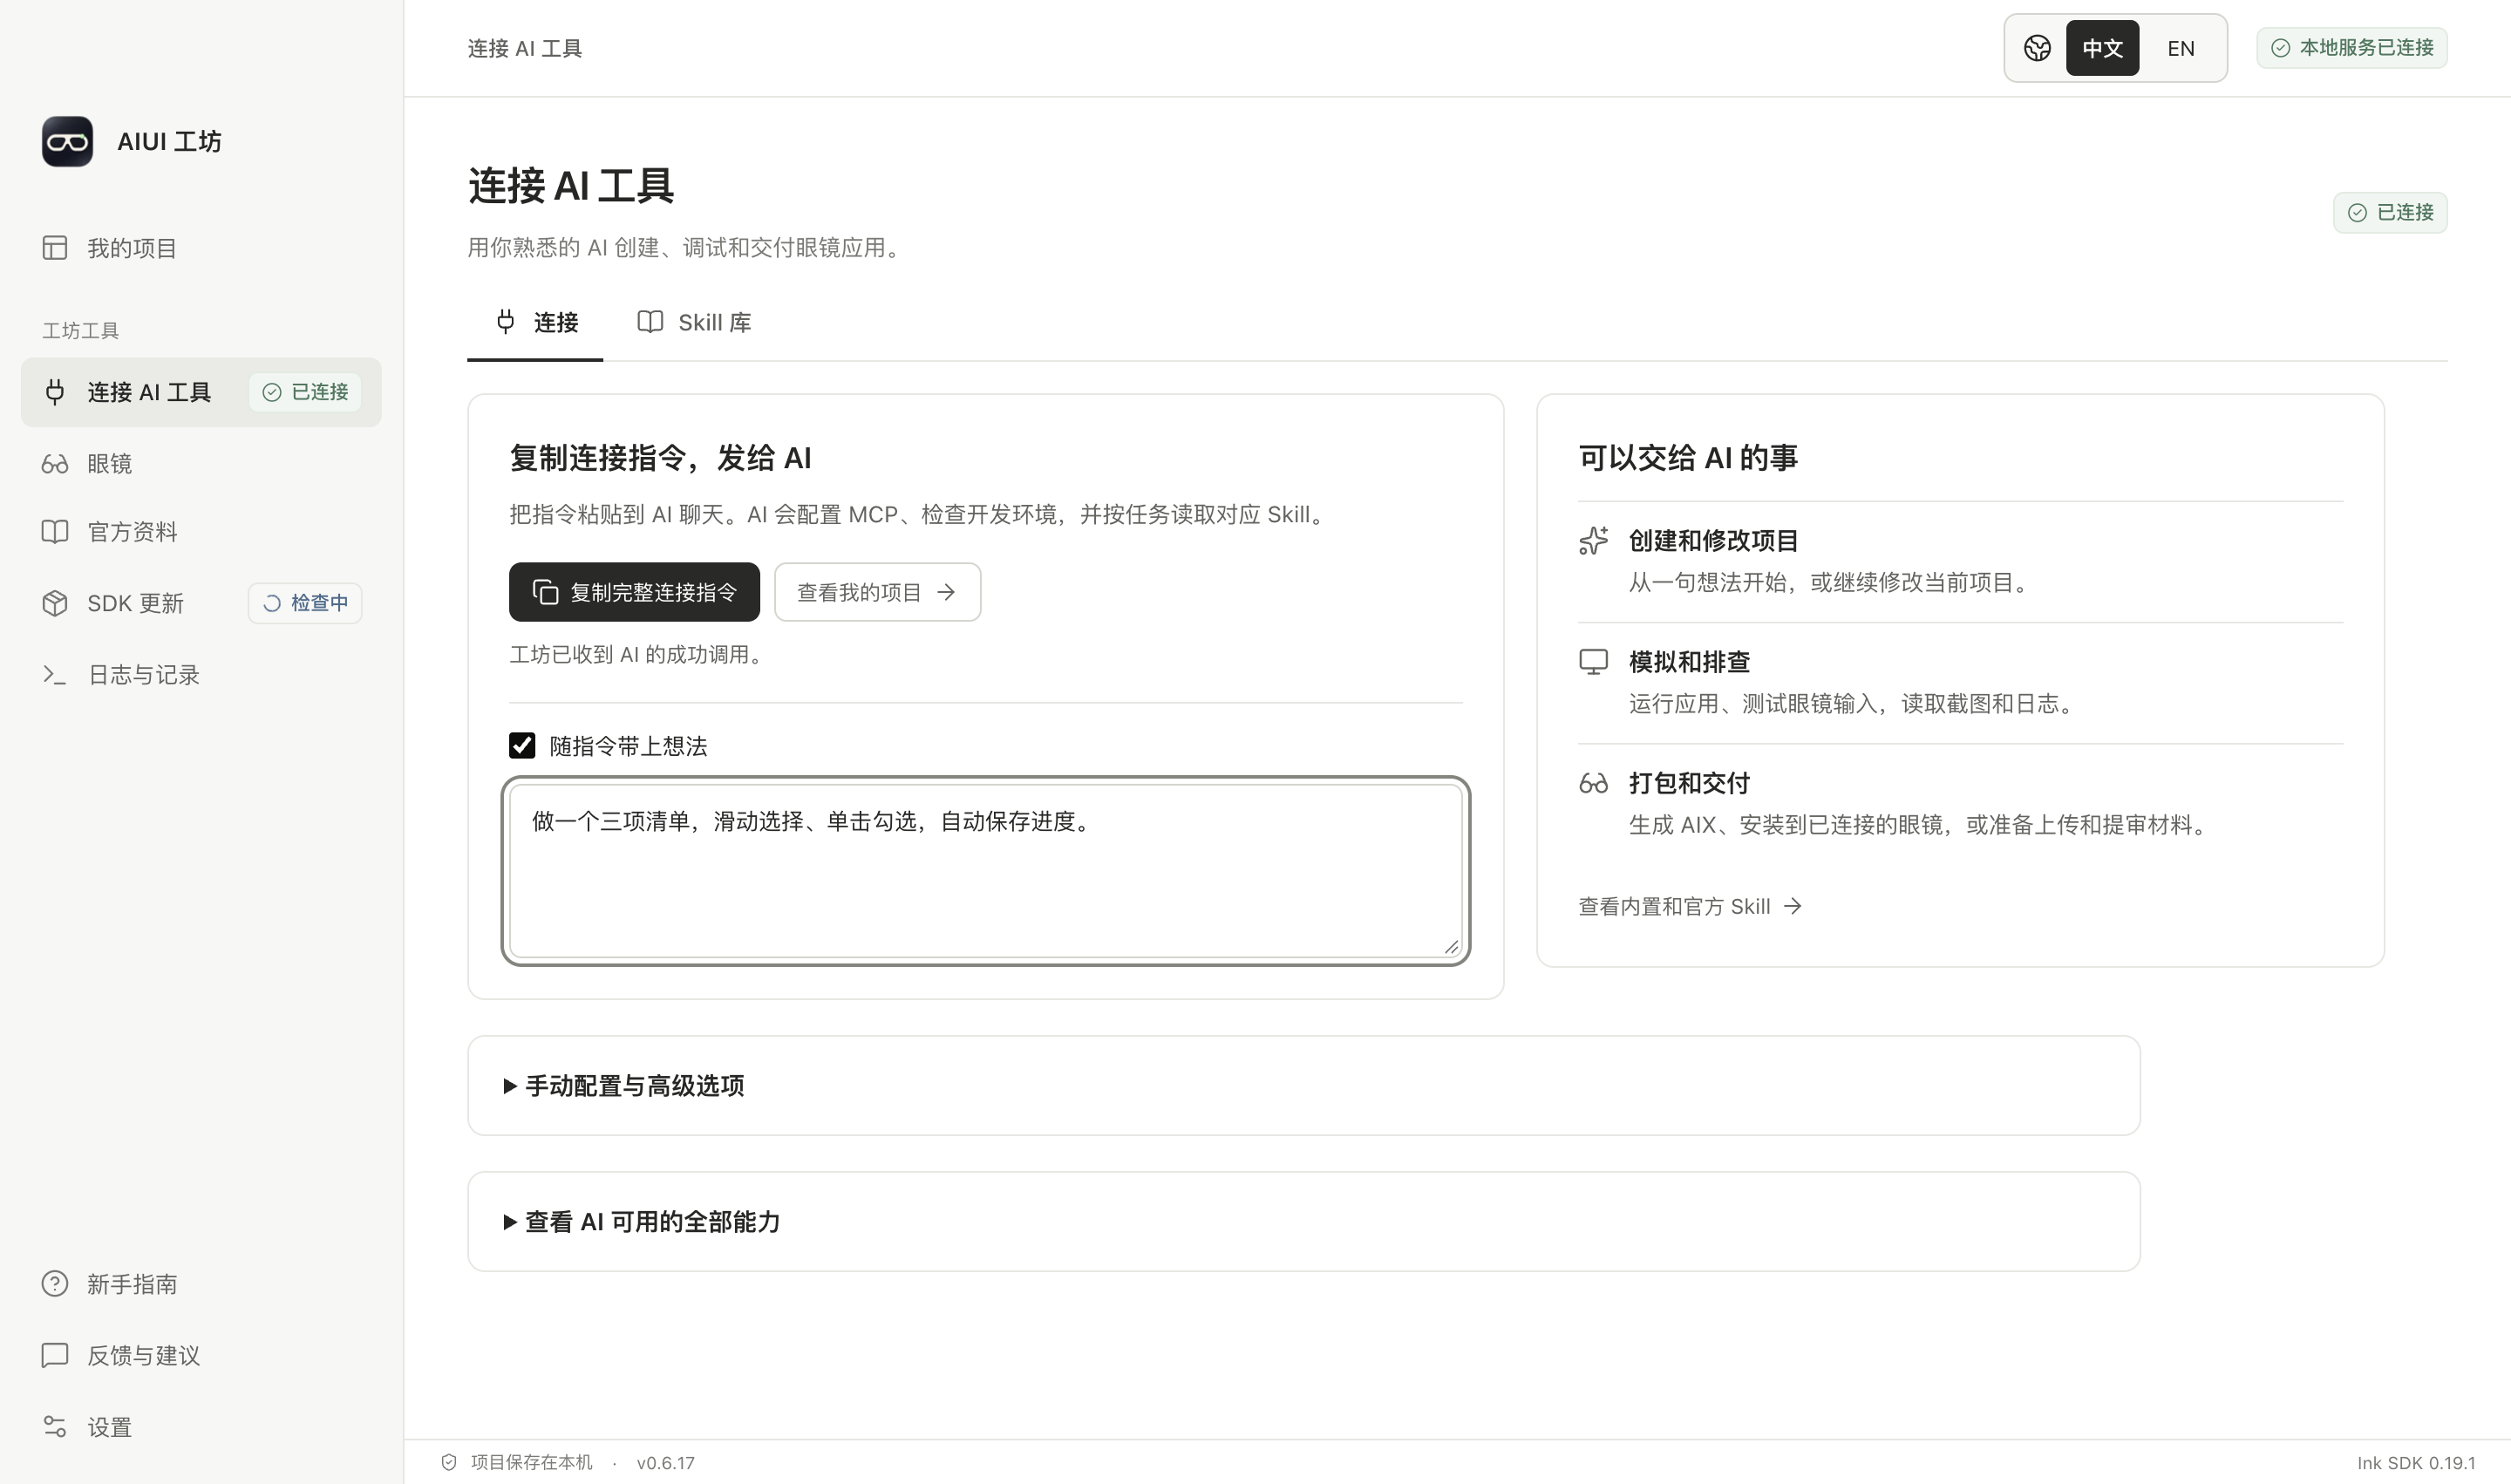 连接 AI 工具
中文
EN
本地服务已连接
AIUI 工坊
我的项目
工坊工具
连接 AI 工具
已连接
眼镜
官方资料
SDK 更新
检查中
日志与记录
新手指南
反馈与建议
设置
连接 AI 工具
已连接
用你熟悉的 AI 创建、调试和交付眼镜应用。
连接
Skill 库
复制连接指令，发给 AI
把指令粘贴到 AI 聊天。AI 会配置 MCP、检查开发环境，并按任务读取对应 Skill。
复制完整连接指令
查看我的项目
工坊已收到 AI 的成功调用。
随指令带上想法
做一个三项清单，滑动选择、单击勾选，自动保存进度。
可以交给 AI 的事
创建和修改项目
从一句想法开始，或继续修改当前项目。
模拟和排查
运行应用、测试眼镜输入，读取截图和日志。
打包和交付
生成 AIX、安装到已连接的眼镜，或准备上传和提审材料。
查看内置和官方 Skill
手动配置与高级选项
查看 AI 可用的全部能力
项目保存在本机 · v0.6.17
Ink SDK 0.19.1